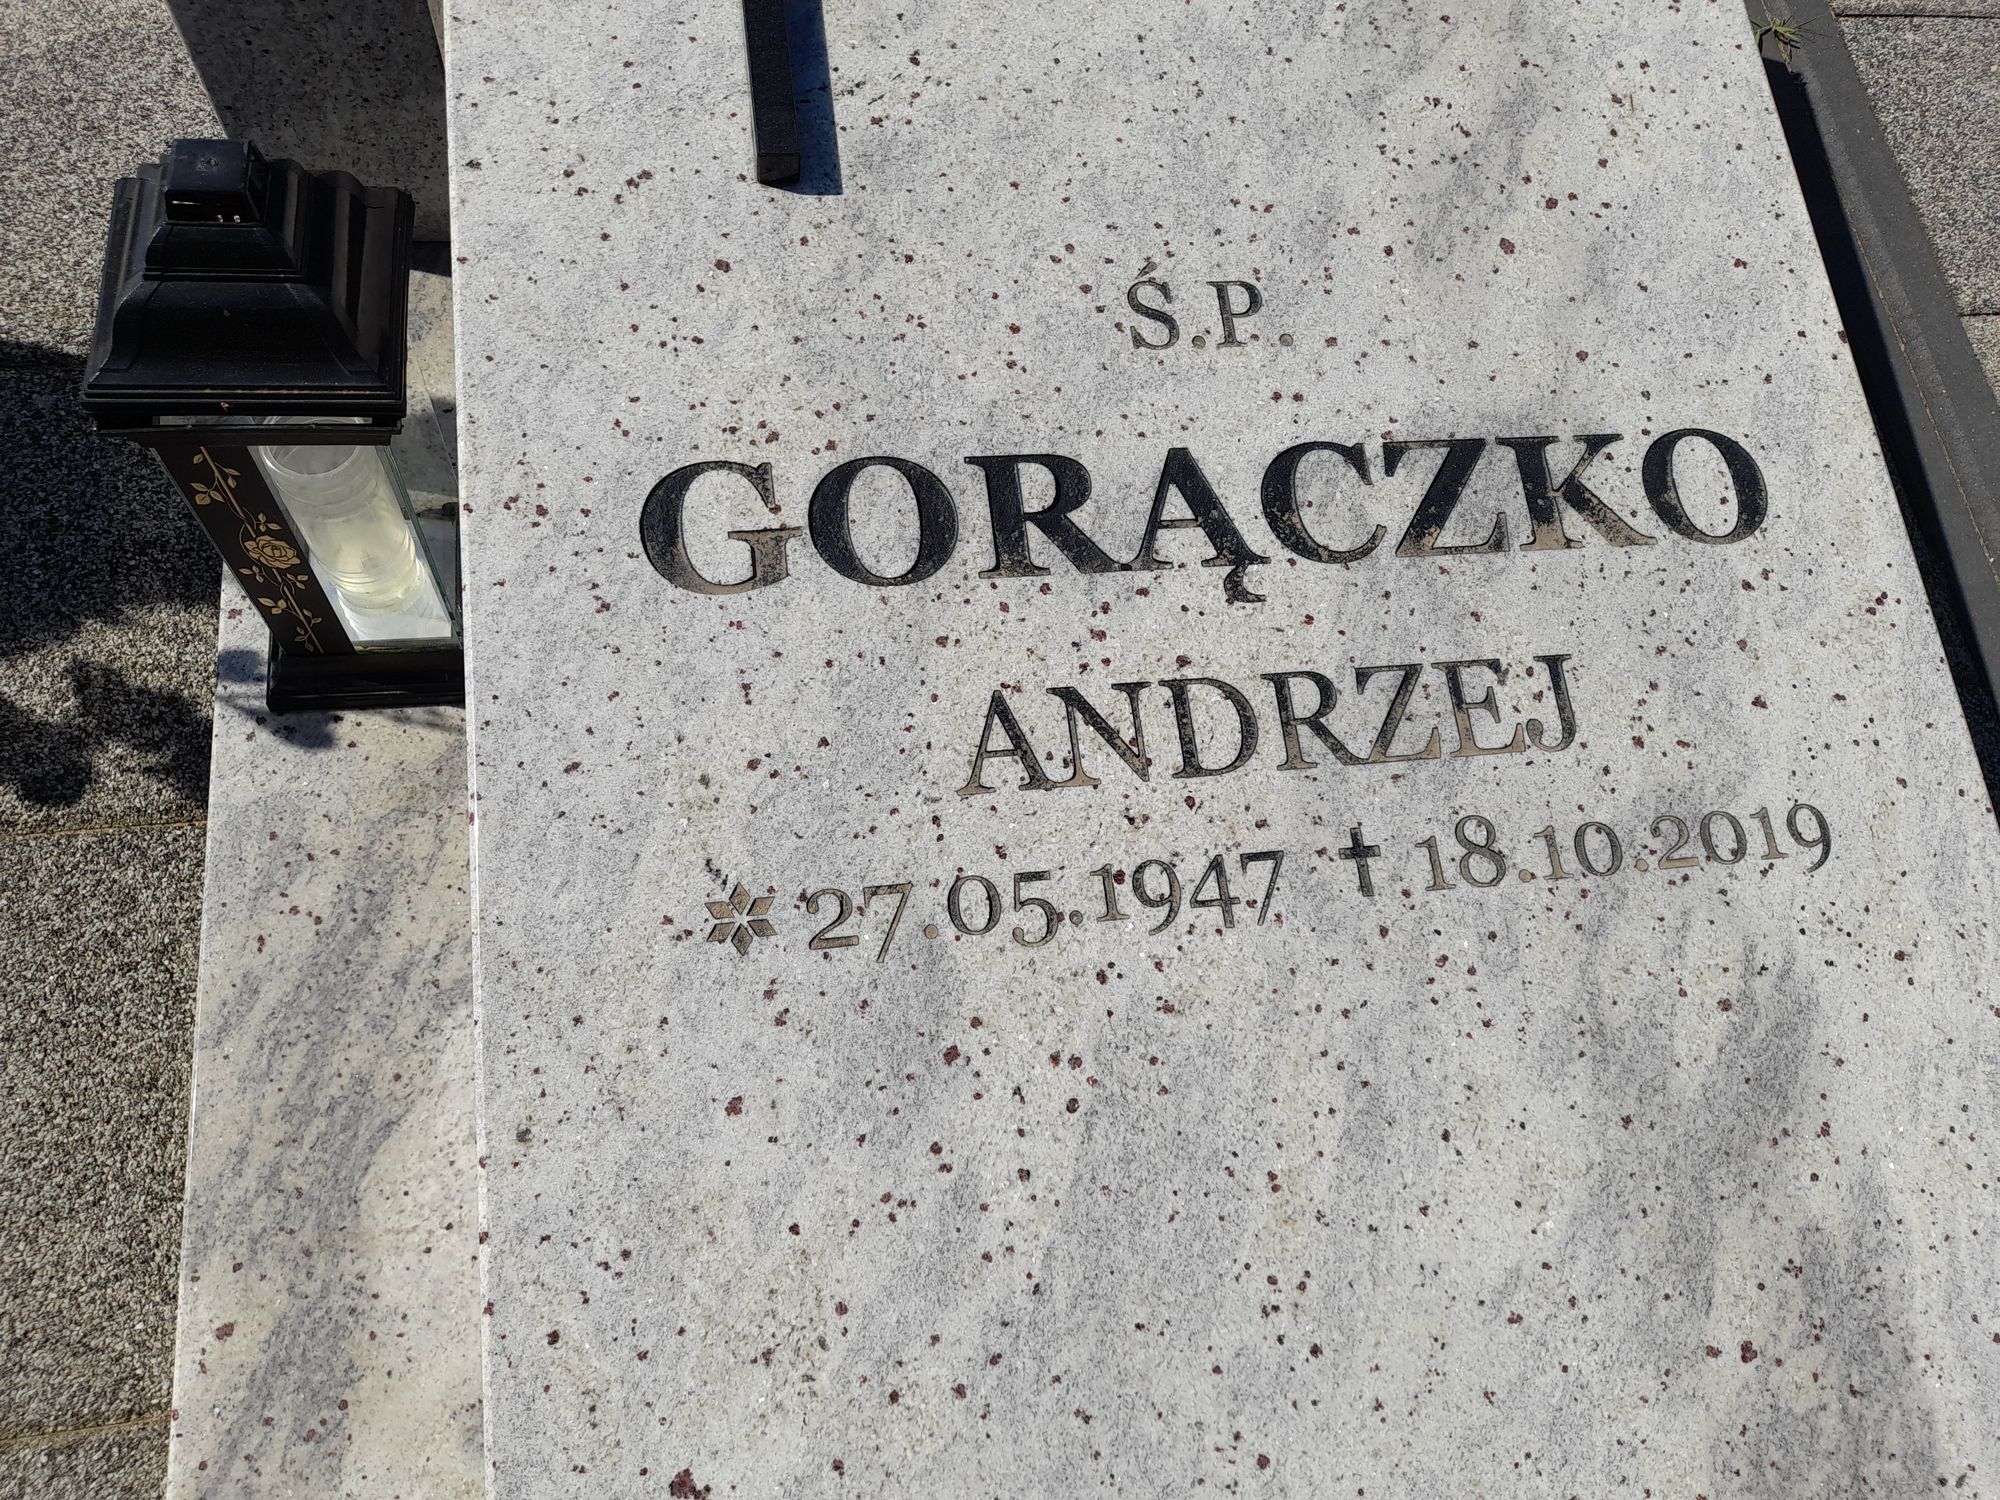 Ś.P.
GORĄCZKO
ANDRZEJ
27.05.1947 † 18.10.2019